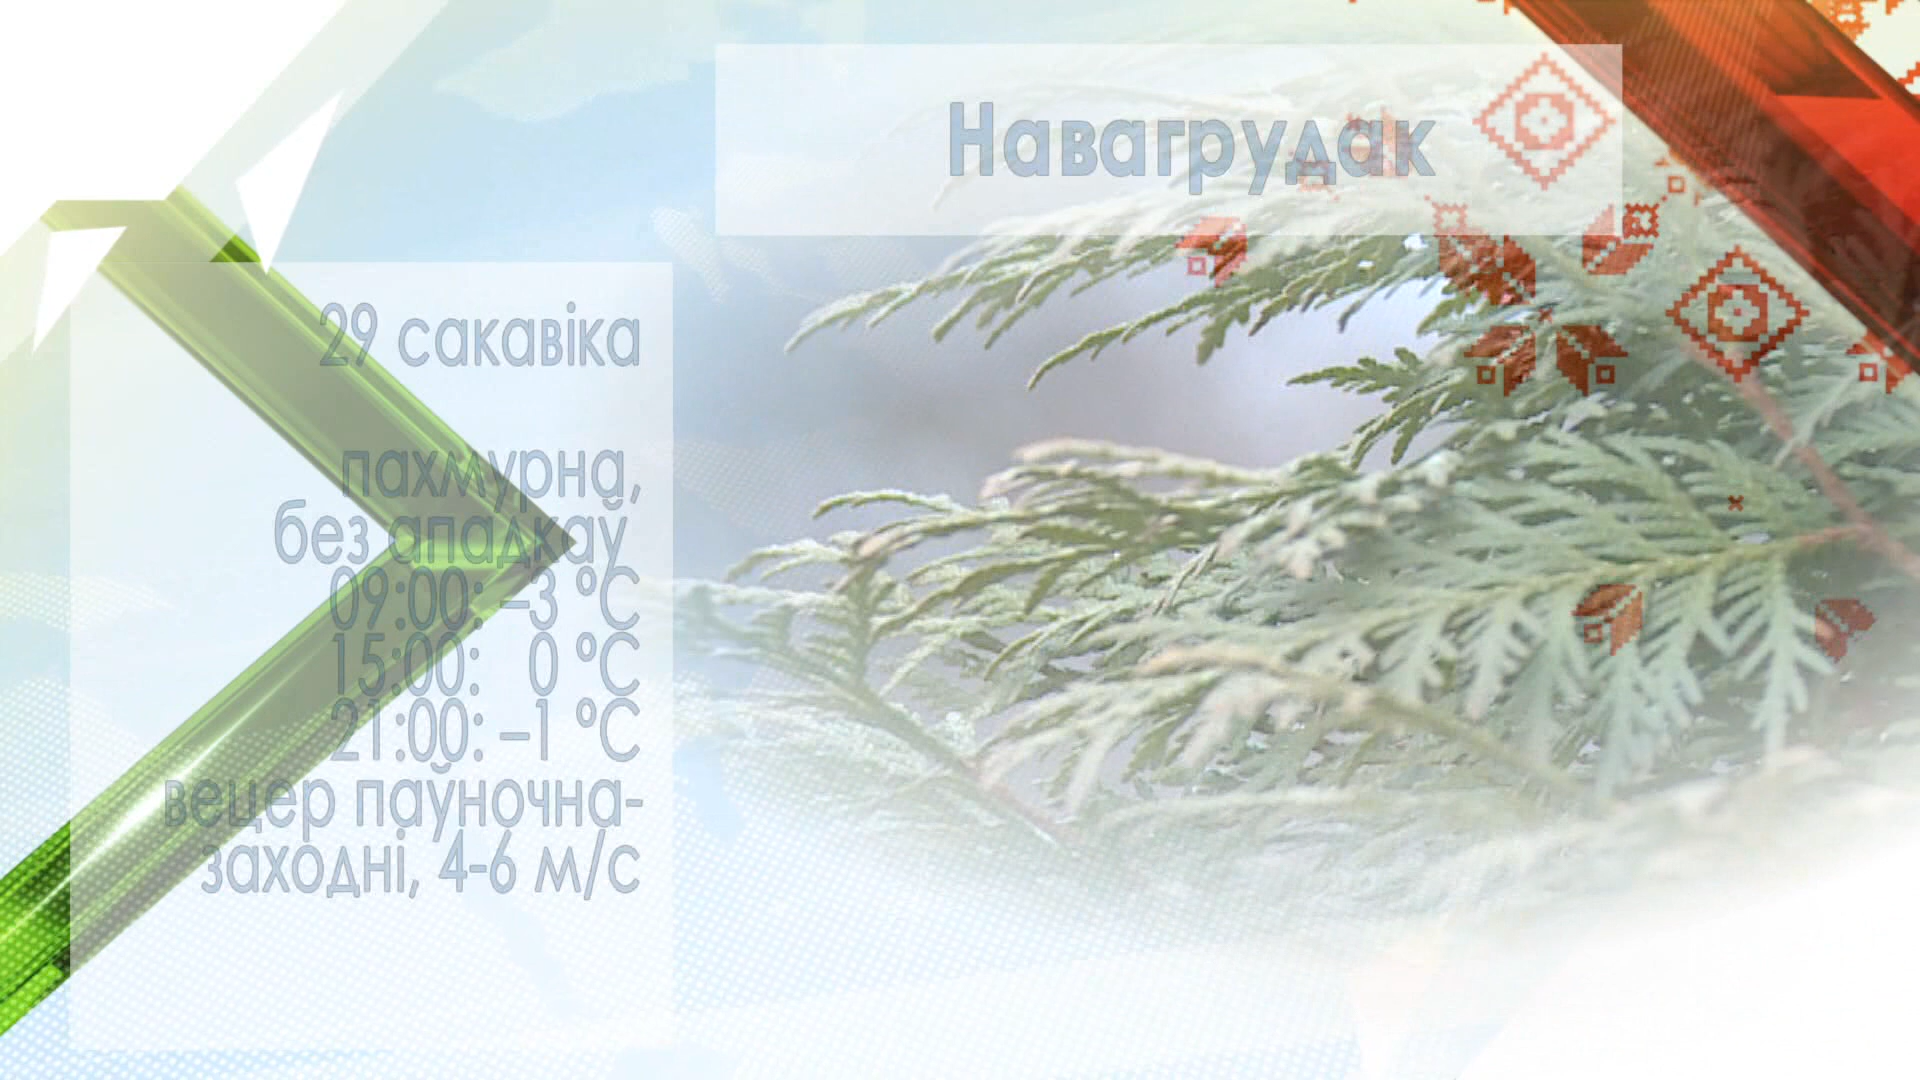 Навагрудак
29 сакавіка
пахмурна,
без ападкаў
09:00: –3 °C
15:00: 0 °C
21:00: –1 °C
вецер паўночна-
заходні, 4-6 м/с